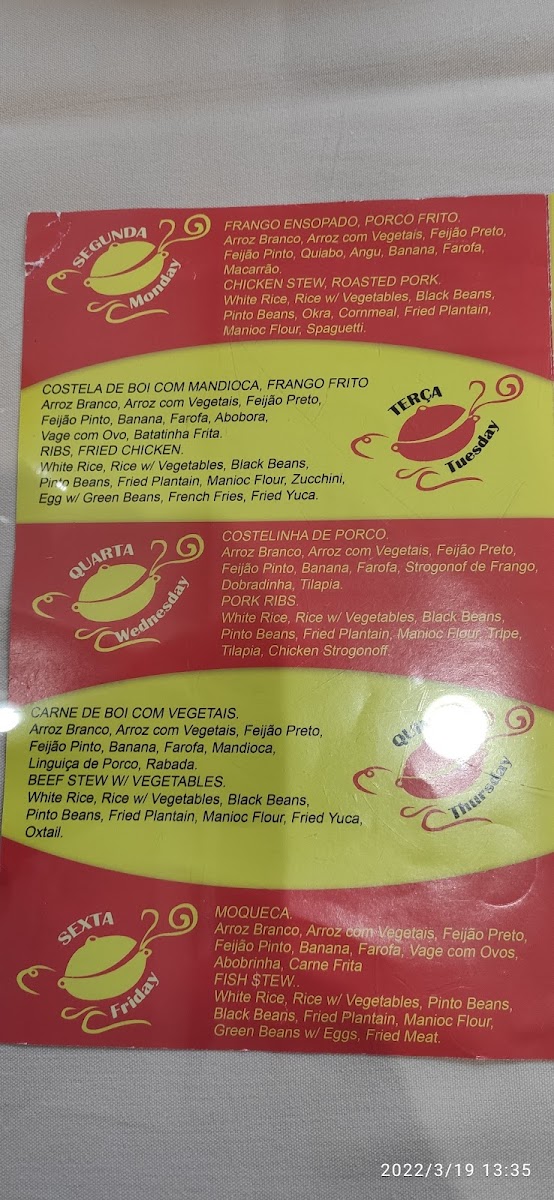 SEGUNDA
Monday
FRANGO ENSOPADO, PORCO FRITO.
Arroz Branco, Arroz com Vegetais, Feijão Preto,
Feijão Pinto, Quiabo, Angu, Banana, Farofa,
Macarrão.
CHICKEN STEW, ROASTED PORK.
White Rice, Rice w/ Vegetables, Black Beans,
Pinto Beans, Okra, Cornmeal, Fried Plantain,
Manioc Flour, Spaguetti.
COSTELA DE BOI COM MANDIOCA, FRANGO FRITO
Arroz Branco, Arroz com Vegetais, Feijão Preto,
Feijão Pinto, Banana, Farofa, Abobora,
Vage com Ovo, Batatinha Frita.
RIBS, FRIED CHICKEN.
White Rice, Rice w/ Vegetables, Black Beans,
Pinto Beans, Fried Plantain, Manioc Flour, Zucchini,
Egg w/ Green Beans, French Fries, Fried Yuca.
TERÇA
Tuesday
QUARTA
Wednesday
COSTELINHA DE PORCO.
Arroz Branco, Arroz com Vegetais, Feijão Preto,
Feijão Pinto, Banana, Farofa, Strogonof de Frango,
Dobradinha, Tilapia.
PORK RIBS.
White Rice, Rice w/ Vegetables, Black Beans,
Pinto Beans, Fried Plantain, Manioc Flour, Tripe,
Tilapia, Chicken Strogonoff.
CARNE DE BOI COM VEGETAIS.
Arroz Branco, Arroz com Vegetais, Feijão Preto,
Feijão Pinto, Banana, Farofa, Mandioca,
Linguiça de Porco, Rabada.
BEEF STEW W/ VEGETABLES.
White Rice, Rice w/ Vegetables, Black Beans,
Pinto Beans, Fried Plantain, Manioc Flour, Fried Yuca,
Oxtail.
Thursday
SEXTA
Friday
MOQUECA.
Arroz Branco, Arroz com Vegetais, Feijão Preto,
Feijão Pinto, Banana, Farofa, Vage com Ovos,
Abobrinha, Carne Frita
FISH $TEW..
White Rice, Rice w/ Vegetables, Pinto Beans,
Black Beans, Fried Plantain, Manioc Flour,
Green Beans w/ Eggs, Fried Meat.
2022/3/19 13:35